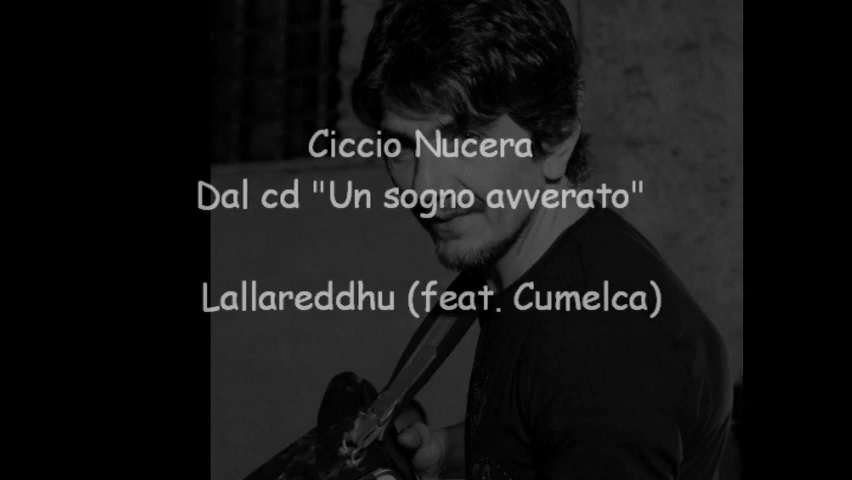 Ciccio Nucera
Dal cd "Un sogno avverato"
Lallareddhu (feat. Cumelca)